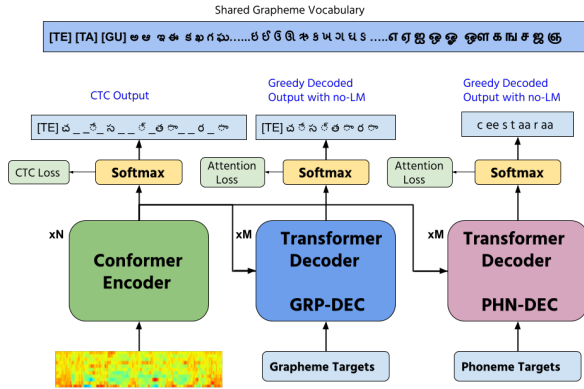 Shared Grapheme Vocabulary
[TE] [TA] [GU] అ ఆ ఇ ఈ క ఖ గ ఘ......ઇ ઈ ઉ ઊ ઋ ક ખ ગ ઘ ઙ .....எ ஏ ஐ ஒ ஓ ஔ க ங ச ஜ ஞ
CTC Output
Greedy Decoded
Output with no-LM
Greedy Decoded
Output with no-LM
[TE] చ _ _ ే _ స _ _ ి _ త ా _ _ ర _ ా
[TE] చ ే స ి త ా ర ా
c ee s t aa r aa
CTC Loss
Softmax
Attention
Loss
Softmax
Attention
Loss
Softmax
xN
Conformer
Encoder
xM
Transformer
Decoder
GRP-DEC
xM
Transformer
Decoder
PHN-DEC
Grapheme Targets
Phoneme Targets